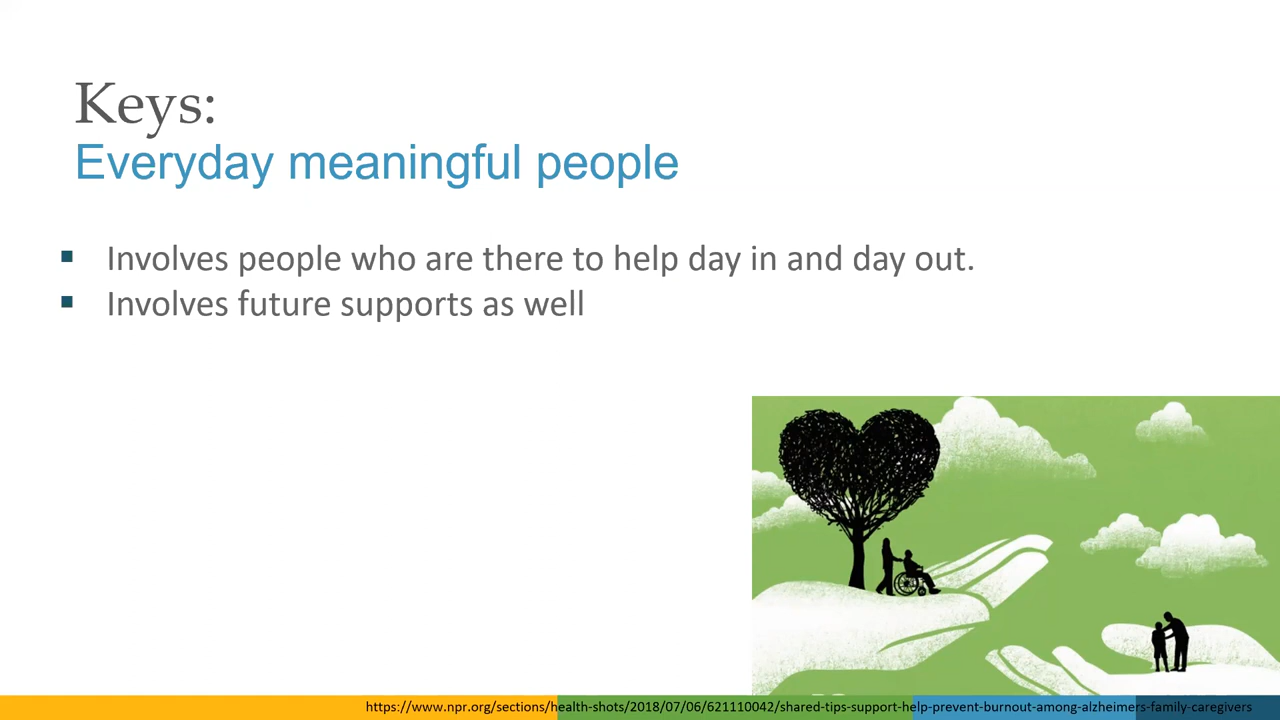 Keys:
Everyday meaningful people
▪ Involves people who are there to help day in and day out.
▪ Involves future supports as well
https://www.npr.org/sections/health-shots/2018/07/06/621110042/shared-tips-support-help-prevent-burnout-among-alzheimers-family-caregivers